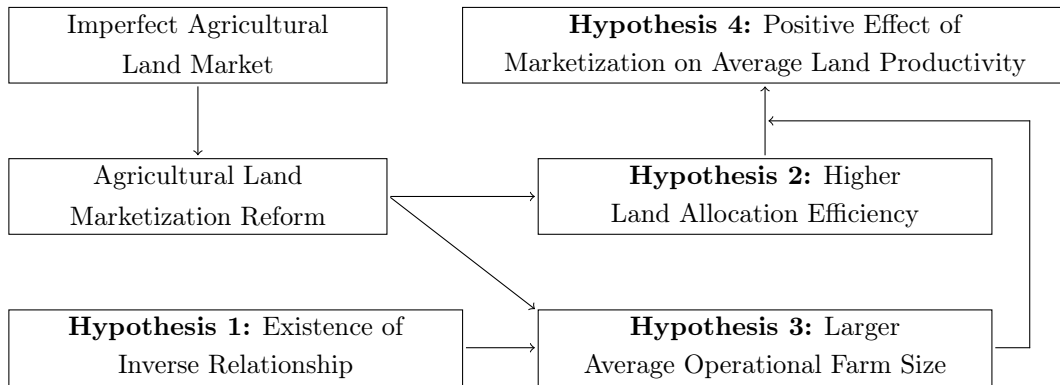 Imperfect Agricultural
Land Market
Hypothesis 4: Positive Effect of
Marketization on Average Land Productivity
Agricultural Land
Marketization Reform
Hypothesis 2: Higher
Land Allocation Efficiency
Hypothesis 1: Existence of
Inverse Relationship
Hypothesis 3: Larger
Average Operational Farm Size